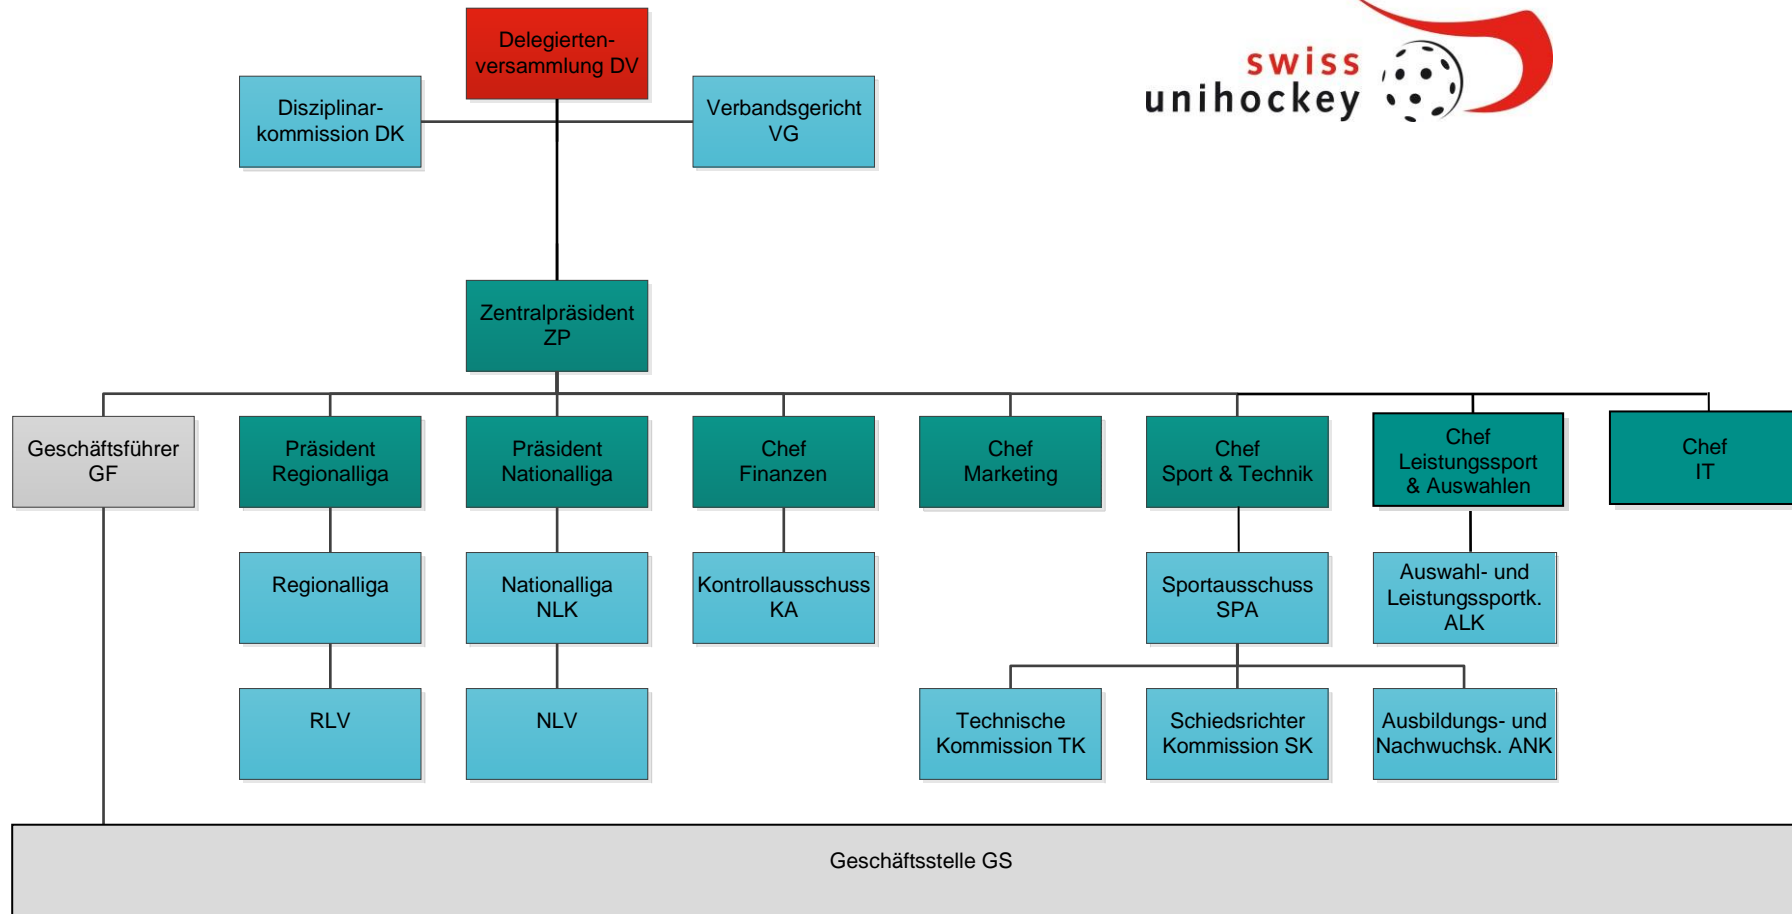 Delegierten-
versammlung DV
swiss
unihockey
Disziplinar-
kommission DK
Verbandsgericht
VG
Zentralpräsident
ZP
Geschäftsführer
GF
Präsident
Regionalliga
Präsident
Nationalliga
Chef
Finanzen
Chef
Marketing
Chef
Sport & Technik
Chef
Leistungssport
& Auswahlen
Chef
IT
Regionalliga
Nationalliga
NLK
Kontrollausschuss
KA
Sportausschuss
SPA
Auswahl- und
Leistungssportk.
ALK
RLV
NLV
Technische
Kommission TK
Schiedsrichter
Kommission SK
Ausbildungs- und
Nachwuchsk. ANK
Geschäftsstelle GS